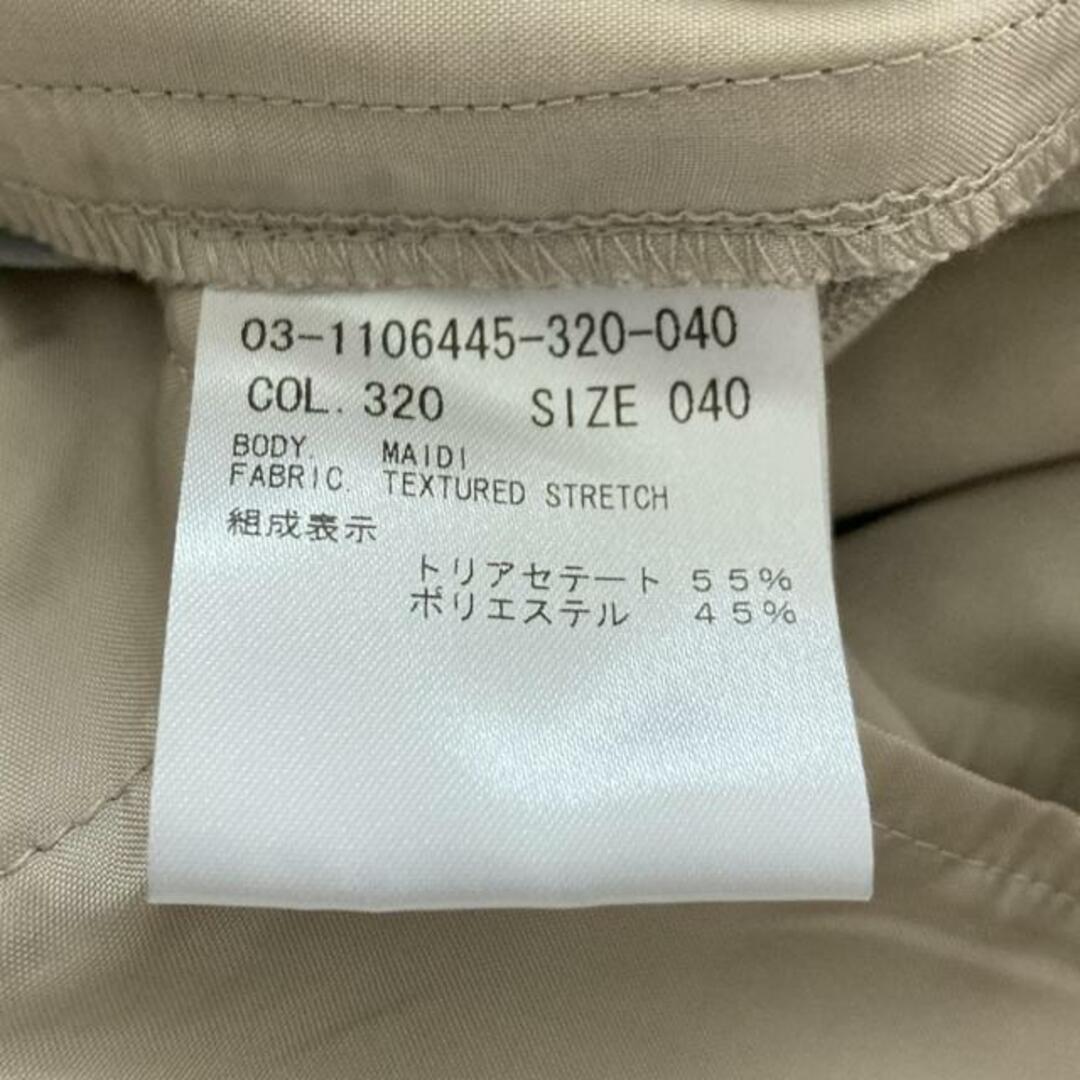 03-1106445-320-040
COL. 320 SIZE 040
BODY. MAIDI
FABRIC. TEXTURED STRETCH
組成表示
トリアセテート 55%
ポリエステル 45%